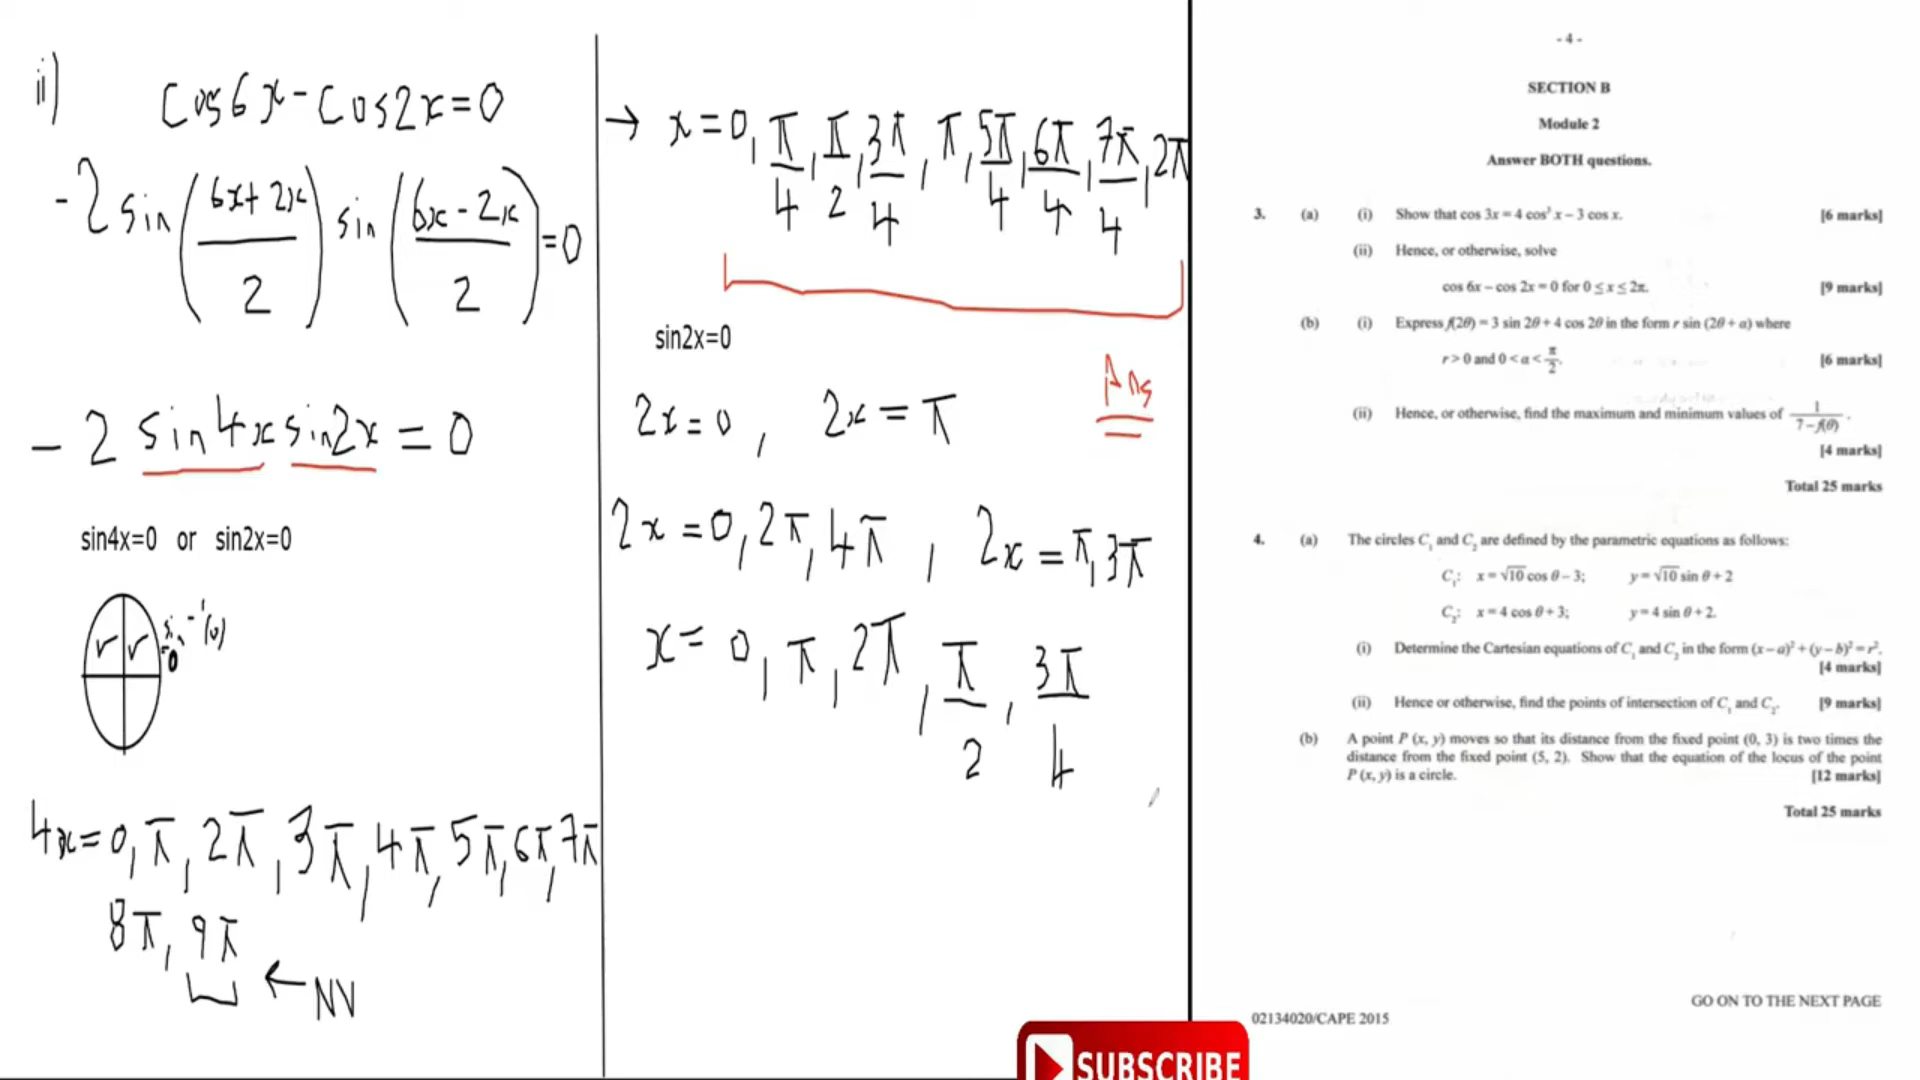 ii)
Cos6x - Cos2x = 0
-2 sin((6x + 2x)/2) sin((6x - 2x)/2) = 0
-2 sin4x sin2x = 0
sin4x=0 or sin2x=0
sin⁻¹(0)
=0
4x = 0, π, 2π, 3π, 4π, 5π, 6π, 7π
8π, 9π
← NV
→ x = 0, π/4, π/2, 3π/4, π, 5π/4, 6π/4, 7π/4, 2π
Ans
sin2x=0
2x = 0, 2x = π
2x = 0, 2π, 4π, 2x = π, 3π
x = 0, π, 2π, π/2, 3π/4
SUBSCRIBE
- 4 -
SECTION B
Module 2
Answer BOTH questions.
3. (a) (i) Show that cos 3x = 4 cos³ x – 3 cos x. [6 marks]
(ii) Hence, or otherwise, solve
cos 6x – cos 2x = 0 for 0 ≤ x ≤ 2π. [9 marks]
(b) (i) Express f(2θ) = 3 sin 2θ + 4 cos 2θ in the form r sin (2θ + α) where
r > 0 and 0 < α < π/2. [6 marks]
(ii) Hence, or otherwise, find the maximum and minimum values of 1/(7 – f(θ)).
[4 marks]
Total 25 marks
4. (a) The circles C₁ and C₂ are defined by the parametric equations as follows:
C₁: x = √10 cos θ – 3; y = √10 sin θ + 2
C₂: x = 4 cos θ + 3; y = 4 sin θ + 2.
(i) Determine the Cartesian equations of C₁ and C₂ in the form (x – a)² + (y – b)² = r².
[4 marks]
(ii) Hence or otherwise, find the points of intersection of C₁ and C₂. [9 marks]
(b) A point P (x, y) moves so that its distance from the fixed point (0, 3) is two times the
distance from the fixed point (5, 2). Show that the equation of the locus of the point
P (x, y) is a circle. [12 marks]
Total 25 marks
GO ON TO THE NEXT PAGE
02134020/CAPE 2015